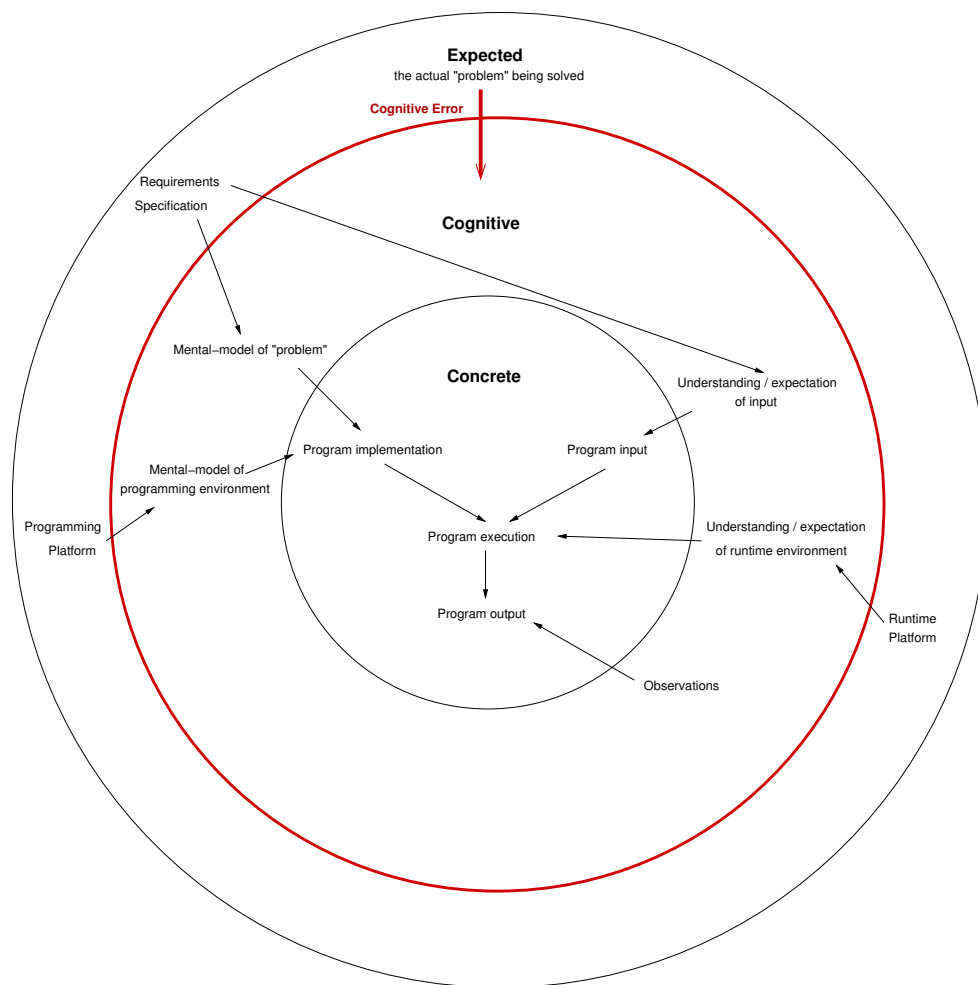 Expected
the actual "problem" being solved
Cognitive Error
Requirements
Specification
Cognitive
Mental−model of "problem"
Concrete
Understanding / expectation
of input
Program implementation
Program input
Mental−model of
programming environment
Programming
Platform
Program execution
Understanding / expectation
of runtime environment
Program output
Runtime
Platform
Observations